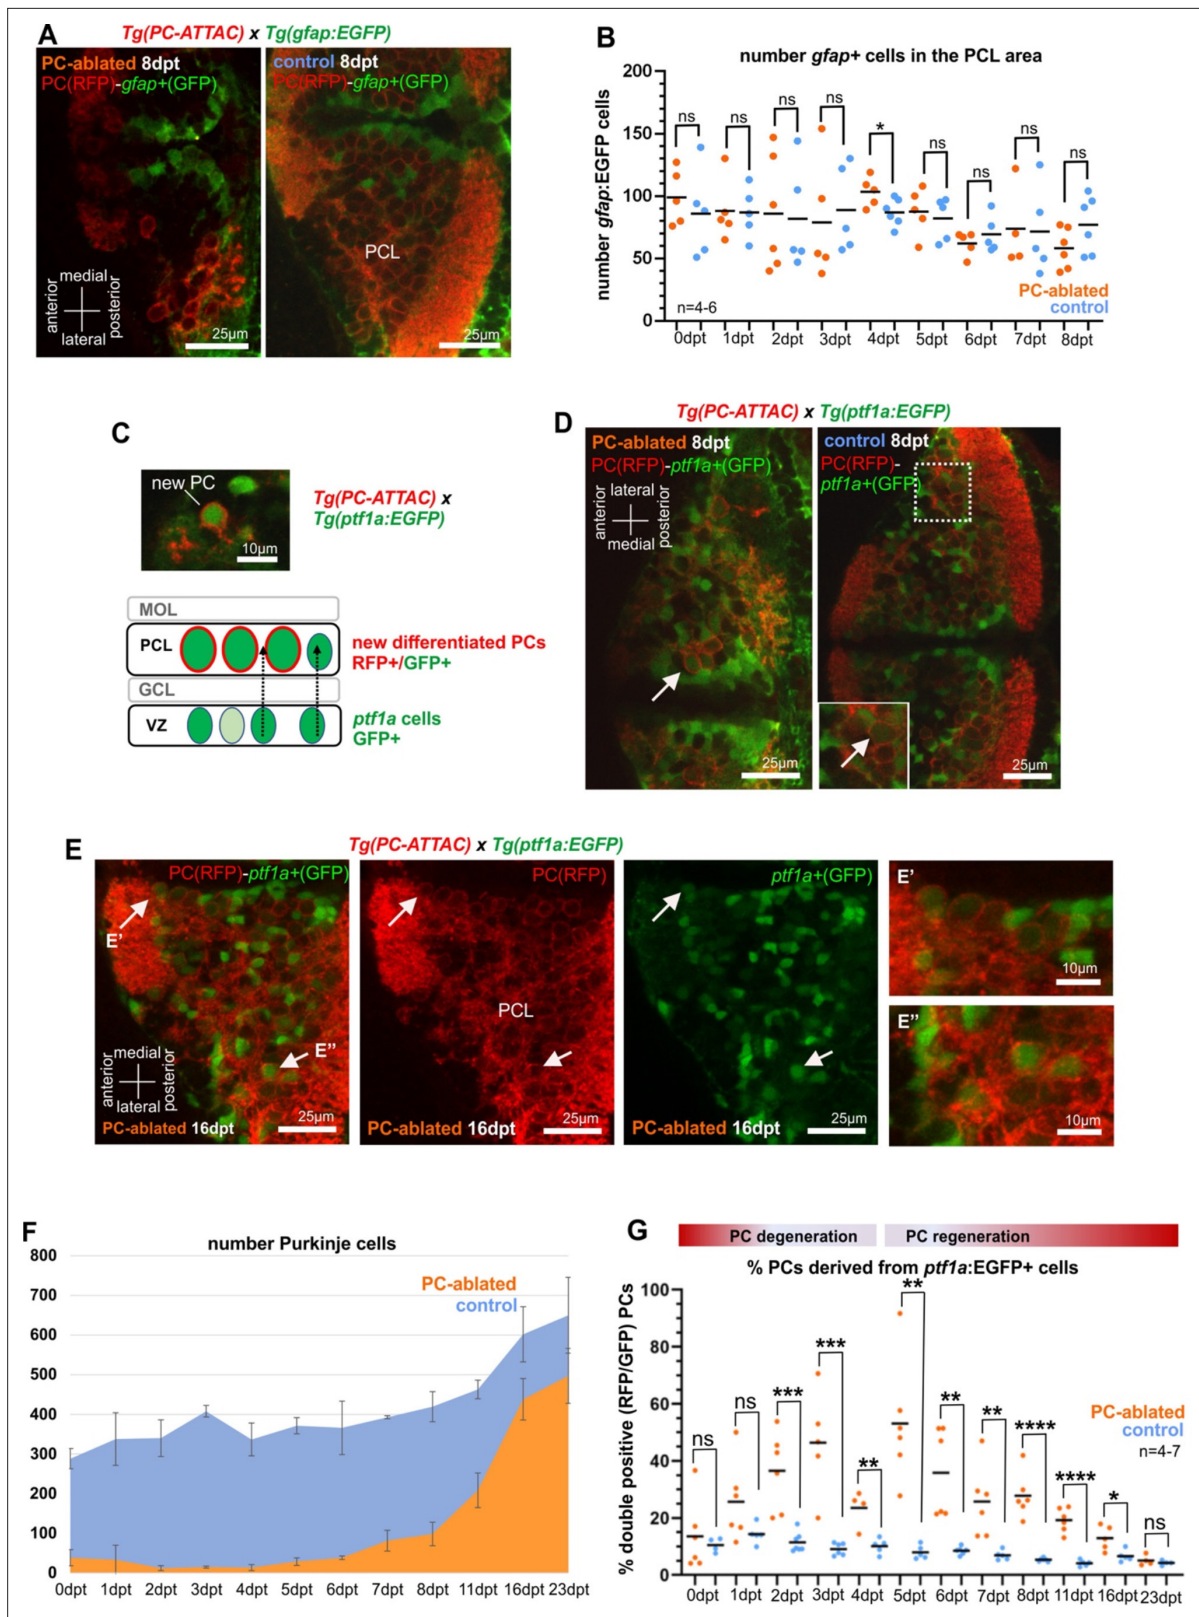 A
Tg(PC-ATTAC) x Tg(gfap:EGFP)
PC-ablated 8dpt
PC(RFP)-gfap+(GFP)
anterior
medial
posterior
lateral
25µm
control 8dpt
PC(RFP)-gfap+(GFP)
PCL
25µm
B
number gfap+ cells in the PCL area
number gfap:EGFP cells
200
150
100
50
0
ns
ns
ns
ns
*
ns
ns
ns
ns
n=4-6
PC-ablated
control
0dpt 1dpt 2dpt 3dpt 4dpt 5dpt 6dpt 7dpt 8dpt
C
new PC
10µm
Tg(PC-ATTAC) x
Tg(ptf1a:EGFP)
MOL
PCL
new differentiated PCs
RFP+/GFP+
GCL
VZ
ptf1a cells
GFP+
D
Tg(PC-ATTAC) x Tg(ptf1a:EGFP)
PC-ablated 8dpt
PC(RFP)-ptf1a+(GFP)
anterior
lateral
posterior
medial
25µm
control 8dpt
PC(RFP)-
ptf1a+(GFP)
25µm
E
Tg(PC-ATTAC) x Tg(ptf1a:EGFP)
PC(RFP)-ptf1a+(GFP)
E'
E''
anterior
medial
posterior
lateral
25µm
PC-ablated 16dpt
PC(RFP)
PCL
25µm
PC-ablated 16dpt
ptf1a+(GFP)
25µm
PC-ablated 16dpt
E'
10µm
E''
10µm
F
number Purkinje cells
PC-ablated
control
800
700
600
500
400
300
200
100
0
0dpt 1dpt 2dpt 3dpt 4dpt 5dpt 6dpt 7dpt 8dpt 11dpt 16dpt 23dpt
G
PC degeneration
PC regeneration
% PCs derived from ptf1a:EGFP+ cells
% double positive (RFP/GFP) PCs
100
80
60
40
20
0
ns
ns
***
***
**
**
**
**
****
****
*
ns
PC-ablated
control
n=4-7
0dpt 1dpt 2dpt 3dpt 4dpt 5dpt 6dpt 7dpt 8dpt 11dpt 16dpt 23dpt